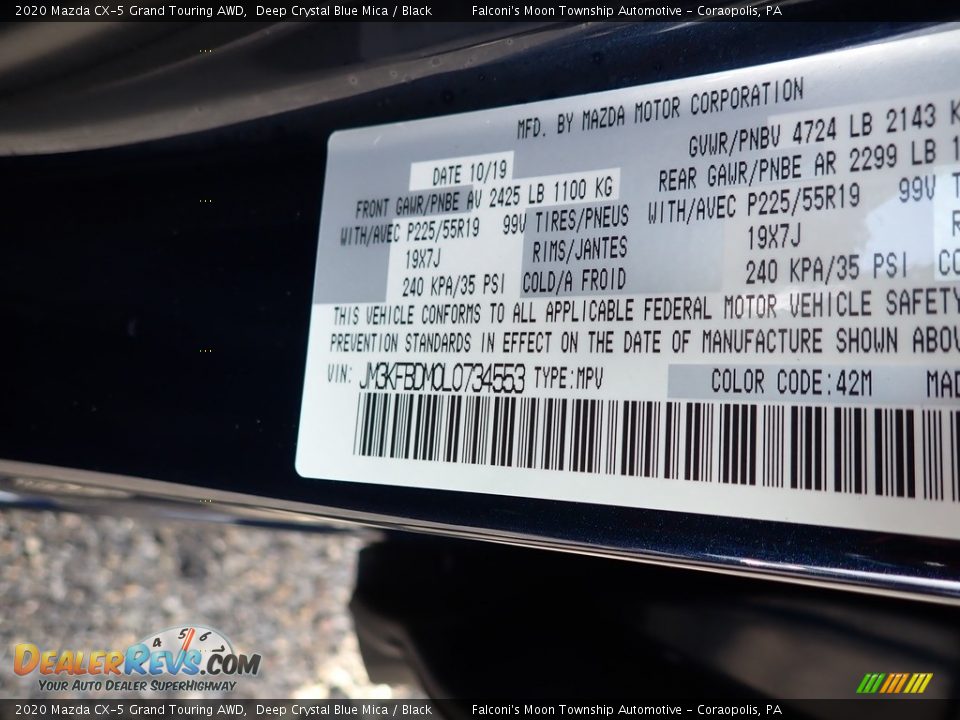 2020 Mazda CX-5 Grand Touring AWD, Deep Crystal Blue Mica / Black Falconi's Moon Township Automotive - Coraopolis, PA
MFD. BY MAZDA MOTOR CORPORATION
DATE 10/19 GVWR/PNBV 4724 LB 2143 K
FRONT GAWR/PNBE AV 2425 LB 1100 KG REAR GAWR/PNBE AR 2299 LB 1
WITH/AVEC P225/55R19 99V TIRES/PNEUS WITH/AVEC P225/55R19 99V T
19X7J RIMS/JANTES 19X7J R
240 KPA/35 PSI COLD/A FROID 240 KPA/35 PSI CO
THIS VEHICLE CONFORMS TO ALL APPLICABLE FEDERAL MOTOR VEHICLE SAFETY
PREVENTION STANDARDS IN EFFECT ON THE DATE OF MANUFACTURE SHOWN ABOV
VIN: JM3KFBDM0L0734553 TYPE:MPV COLOR CODE:42M MAD
4 5 6 7
DealerRevs.com
Your Auto Dealer SuperHighway
2020 Mazda CX-5 Grand Touring AWD, Deep Crystal Blue Mica / Black Falconi's Moon Township Automotive - Coraopolis, PA